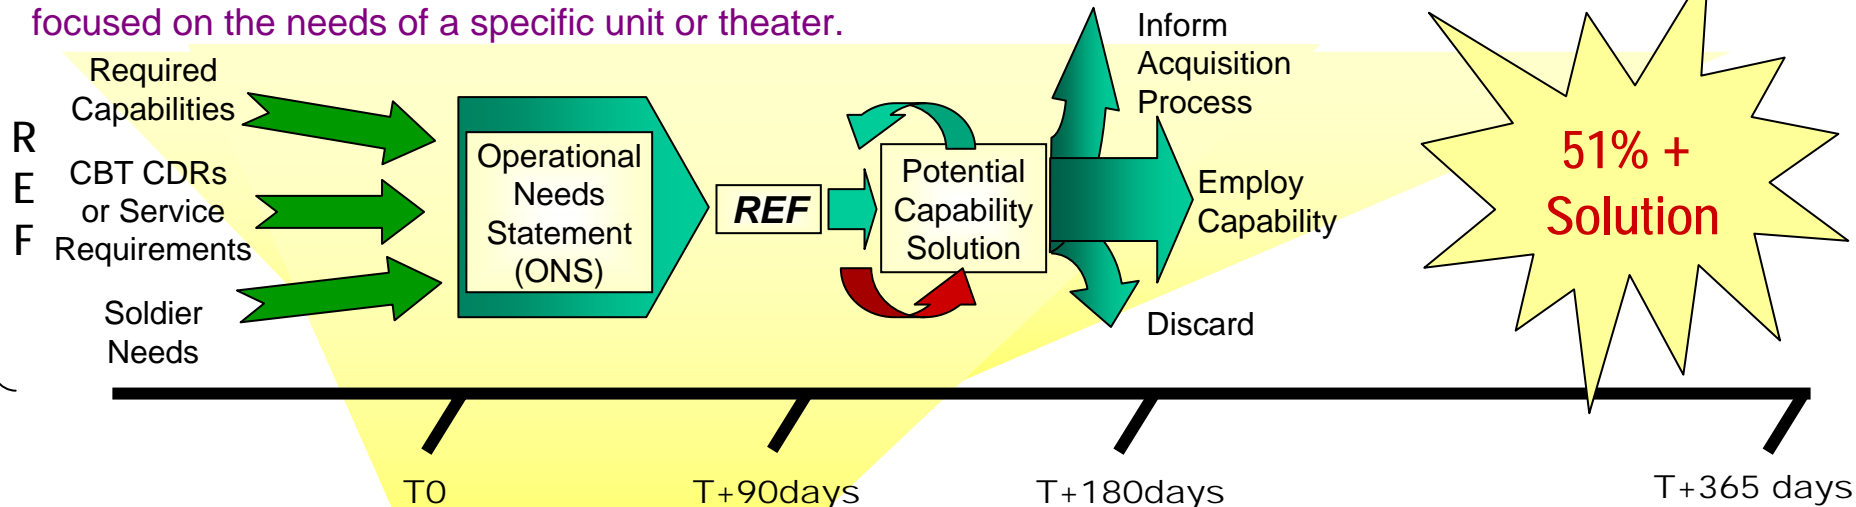 focused on the needs of a specific unit or theater.
R
E
F
Required
Capabilities
CBT CDRs
or Service
Requirements
Soldier
Needs
Operational
Needs
Statement
(ONS)
REF
Potential
Capability
Solution
Inform
Acquisition
Process
Employ
Capability
Discard
51% +
Solution
T0
T+90days
T+180days
T+365 days